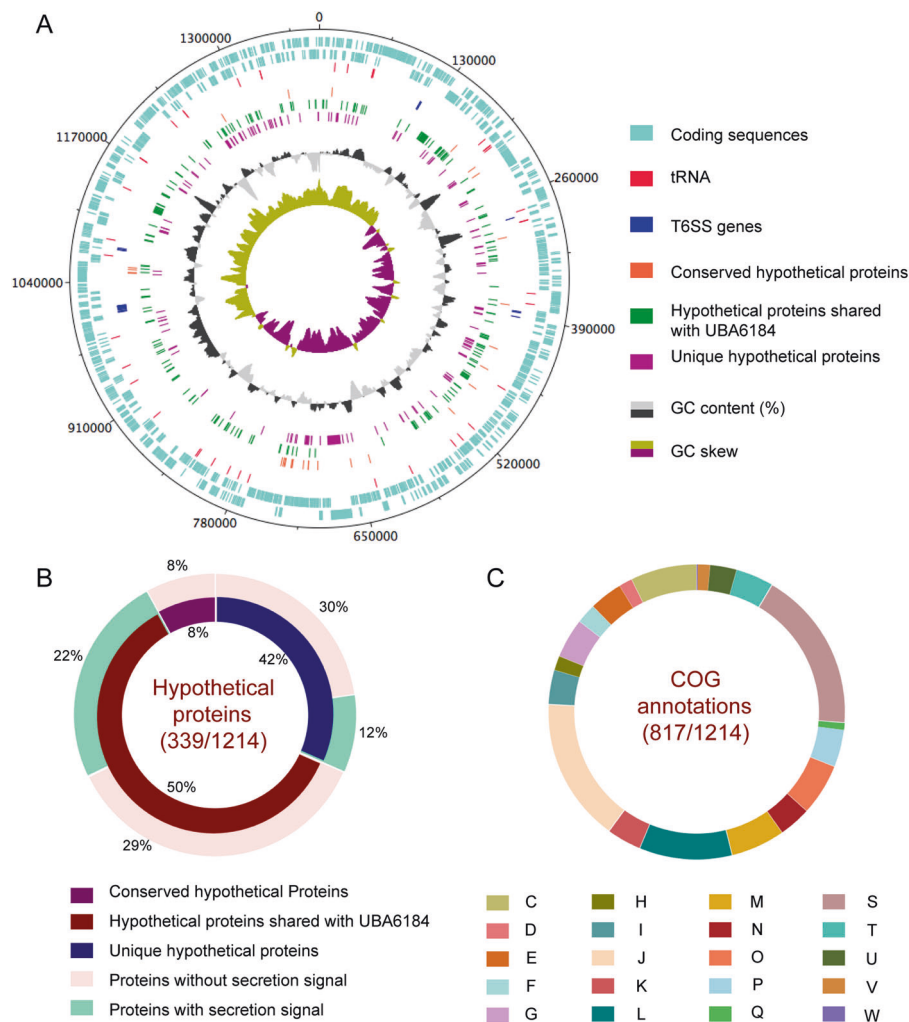 A
0
130000
260000
390000
520000
650000
780000
910000
1040000
1170000
1300000
Coding sequences
tRNA
T6SS genes
Conserved hypothetical proteins
Hypothetical proteins shared
with UBA6184
Unique hypothetical proteins
GC content (%)
GC skew
B
8%
30%
8%
42%
22%
12%
50%
29%
Hypothetical
proteins
(339/1214)
Conserved hypothetical Proteins
Hypothetical proteins shared with UBA6184
Unique hypothetical proteins
Proteins without secretion signal
Proteins with secretion signal
C
COG
annotations
(817/1214)
C
D
E
F
G
H
I
J
K
L
M
N
O
P
Q
S
T
U
V
W